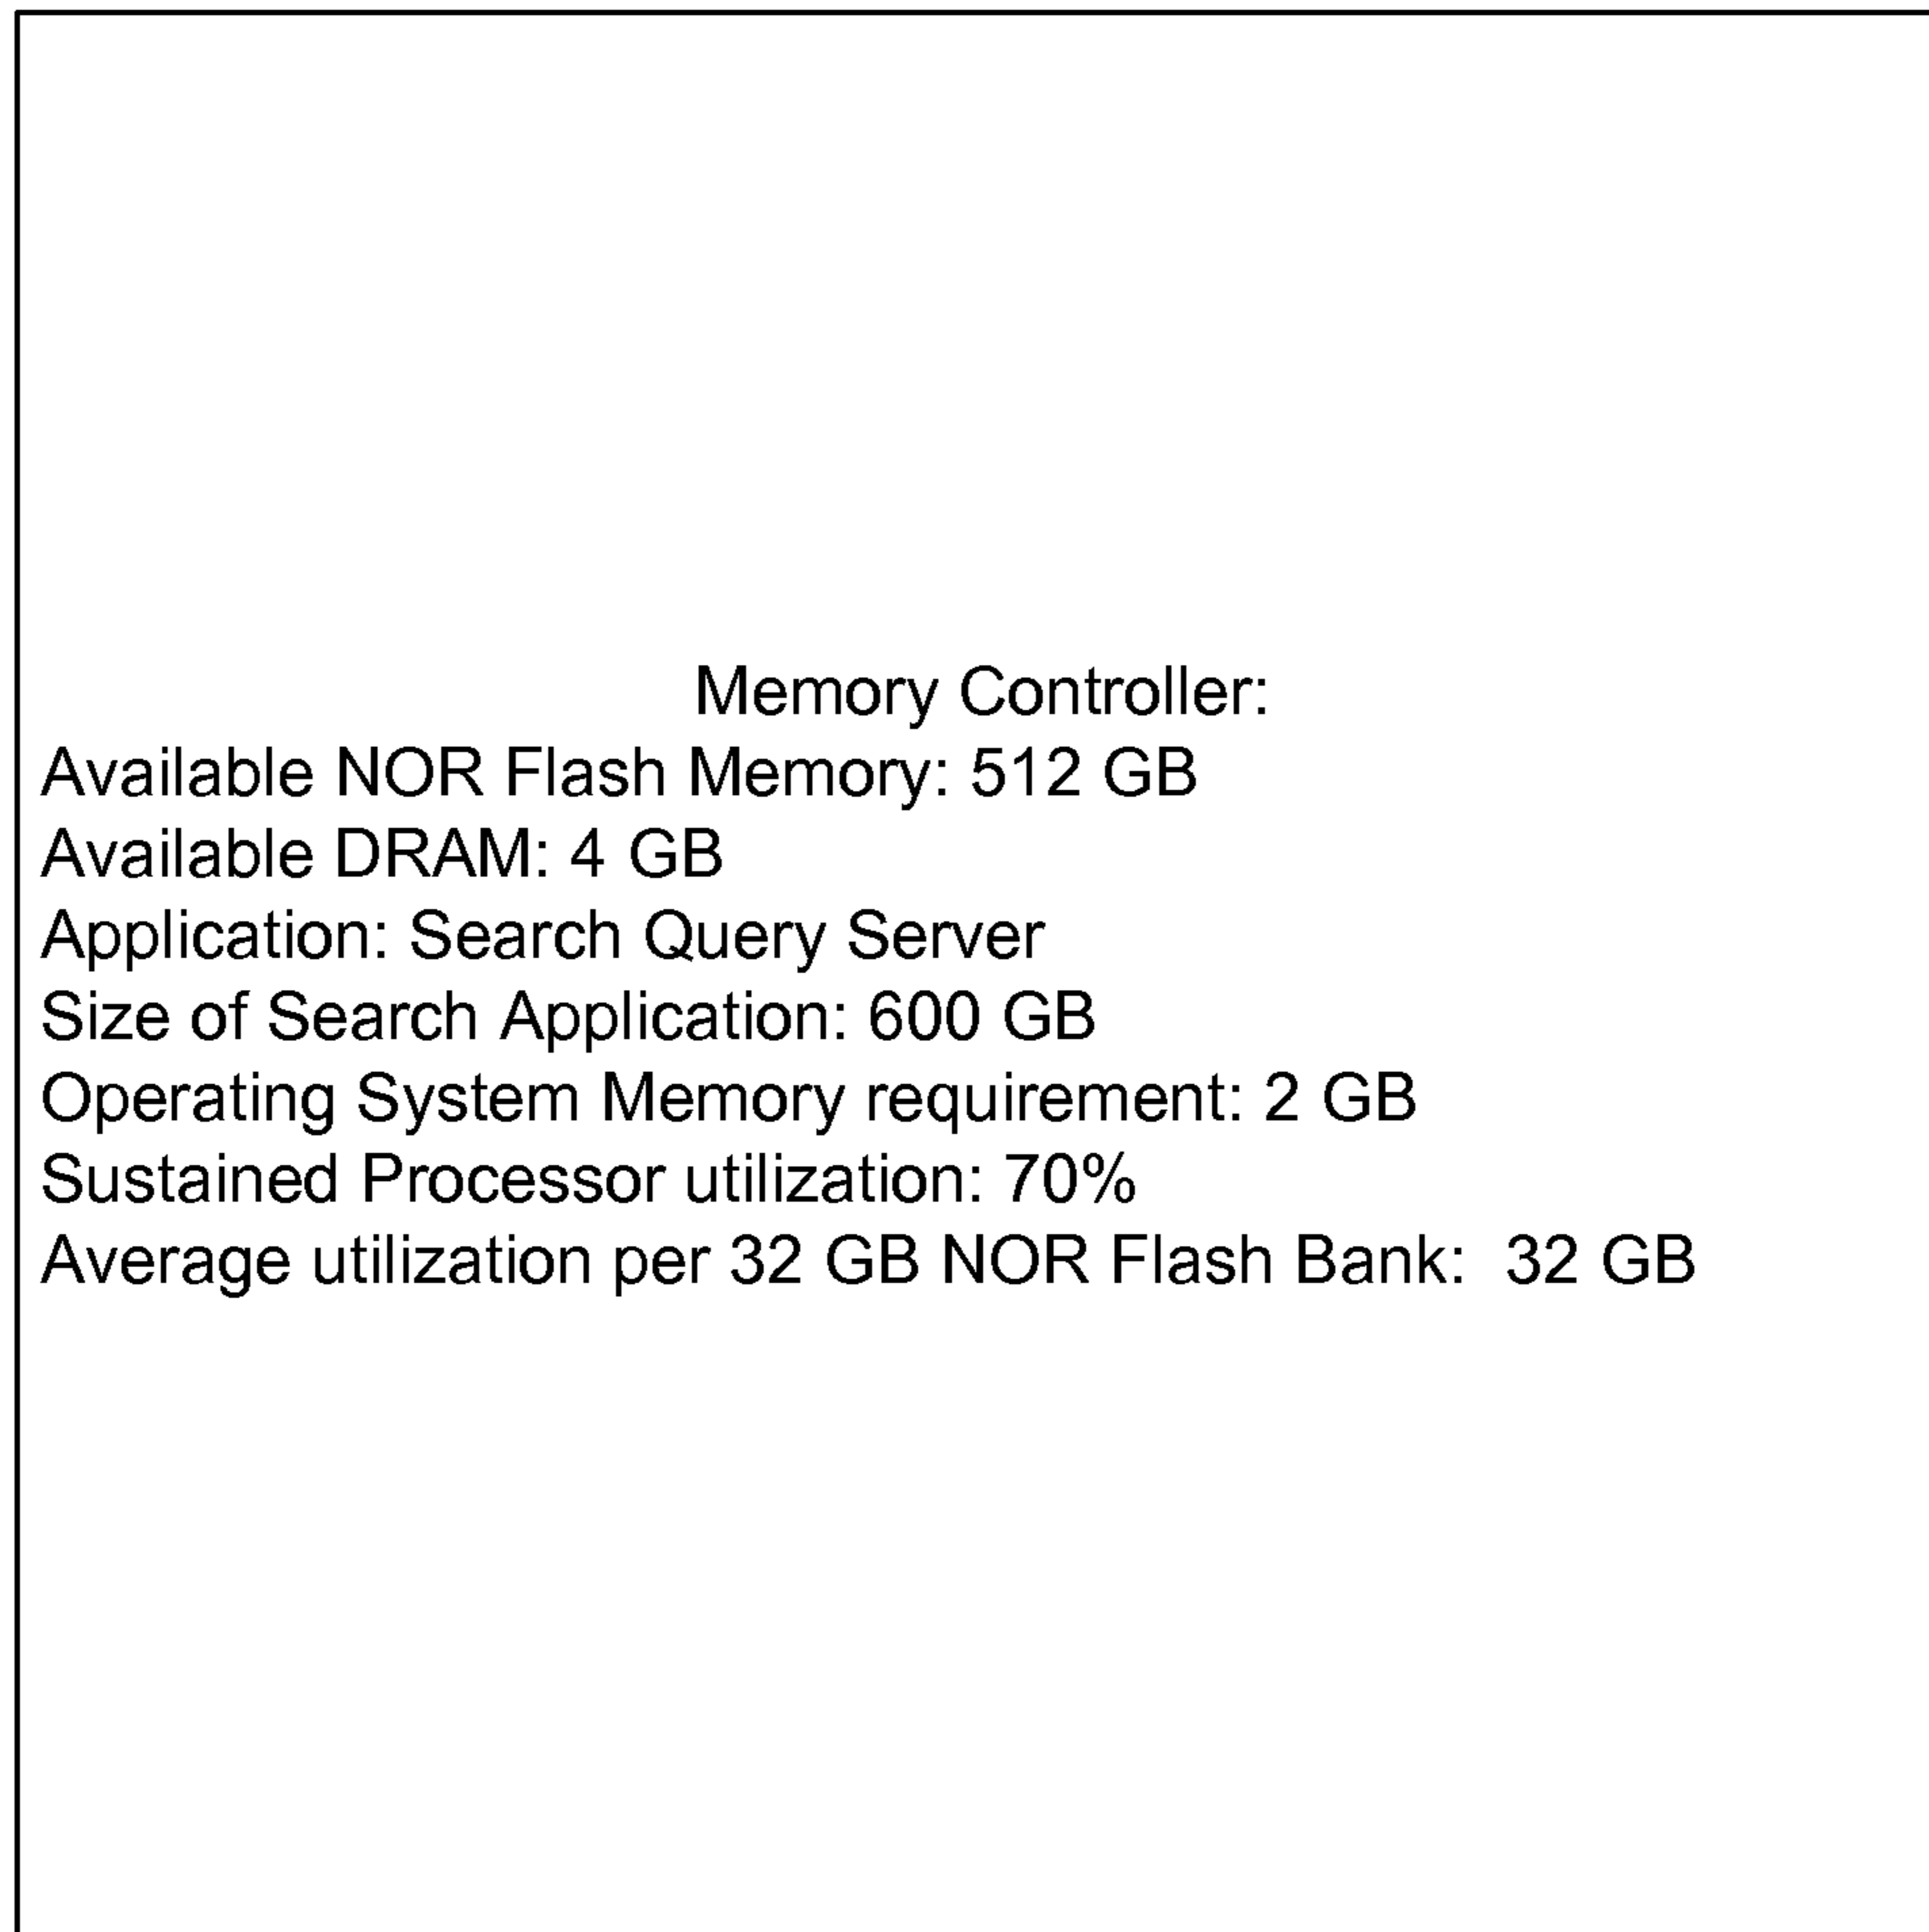 Memory Controller:
Available NOR Flash Memory: 512 GB
Available DRAM: 4 GB
Application: Search Query Server
Size of Search Application: 600 GB
Operating System Memory requirement: 2 GB
Sustained Processor utilization: 70%
Average utilization per 32 GB NOR Flash Bank:  32 GB